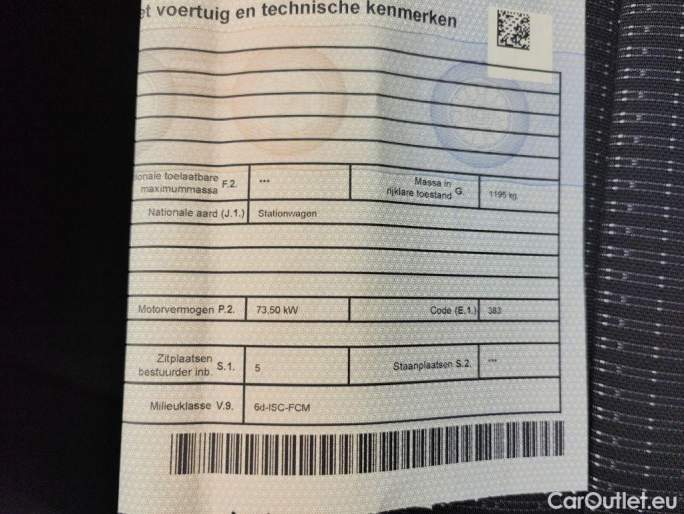 et voertuig en technische kenmerken
ionale toelaatbare maximummassa F.2. *** Massa in rijklare toestand G. 1195 kg
Nationale aard (J.1.) Stationwagen
Motorvermogen P.2. 73,50 kW Code (E.1.) 383
Zitplaatsen bestuurder inb. S.1. 5 Staanplaatsen S.2. ***
Milieuklasse V.9. 6d-ISC-FCM
CarOutlet.eu